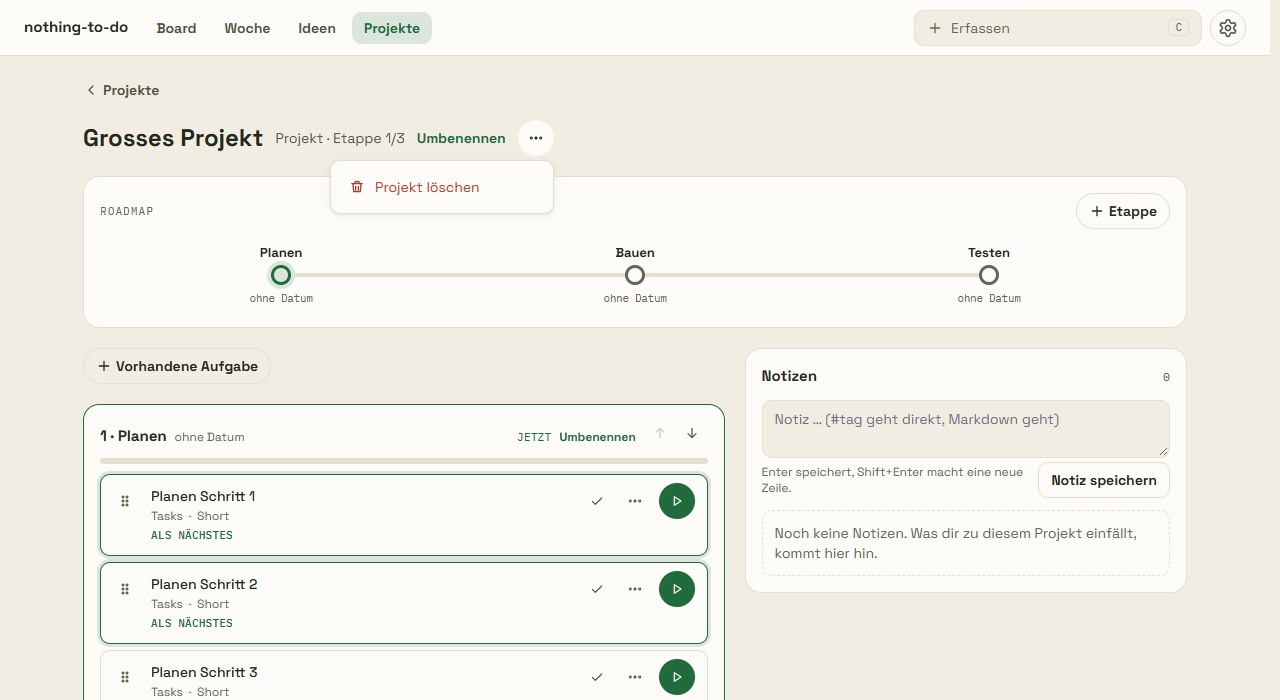 nothing-to-do
Board
Woche
Ideen
Projekte
Erfassen
C
Projekte
Grosses Projekt
Projekt · Etappe 1/3
Umbenennen
Projekt löschen
ROADMAP
Etappe
Planen
Bauen
Testen
ohne Datum
ohne Datum
ohne Datum
Vorhandene Aufgabe
1 · Planen ohne Datum
JETZT Umbenennen
Planen Schritt 1
Tasks · Short
ALS NÄCHSTES
Planen Schritt 2
Tasks · Short
ALS NÄCHSTES
Planen Schritt 3
Tasks · Short
Notizen
0
Notiz … (#tag geht direkt, Markdown geht)
Enter speichert, Shift+Enter macht eine neue
Zeile.
Notiz speichern
Noch keine Notizen. Was dir zu diesem Projekt einfällt,
kommt hier hin.